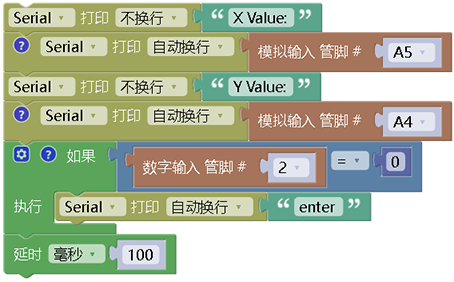 Serial 打印 不换行 “ X Value: ”
? Serial 打印 自动换行 模拟输入 管脚 # A5
Serial 打印 不换行 “ Y Value: ”
? Serial 打印 自动换行 模拟输入 管脚 # A4
? 如果 数字输入 管脚 # 2 = 0
执行 Serial 打印 自动换行 “ enter ”
延时 毫秒 100